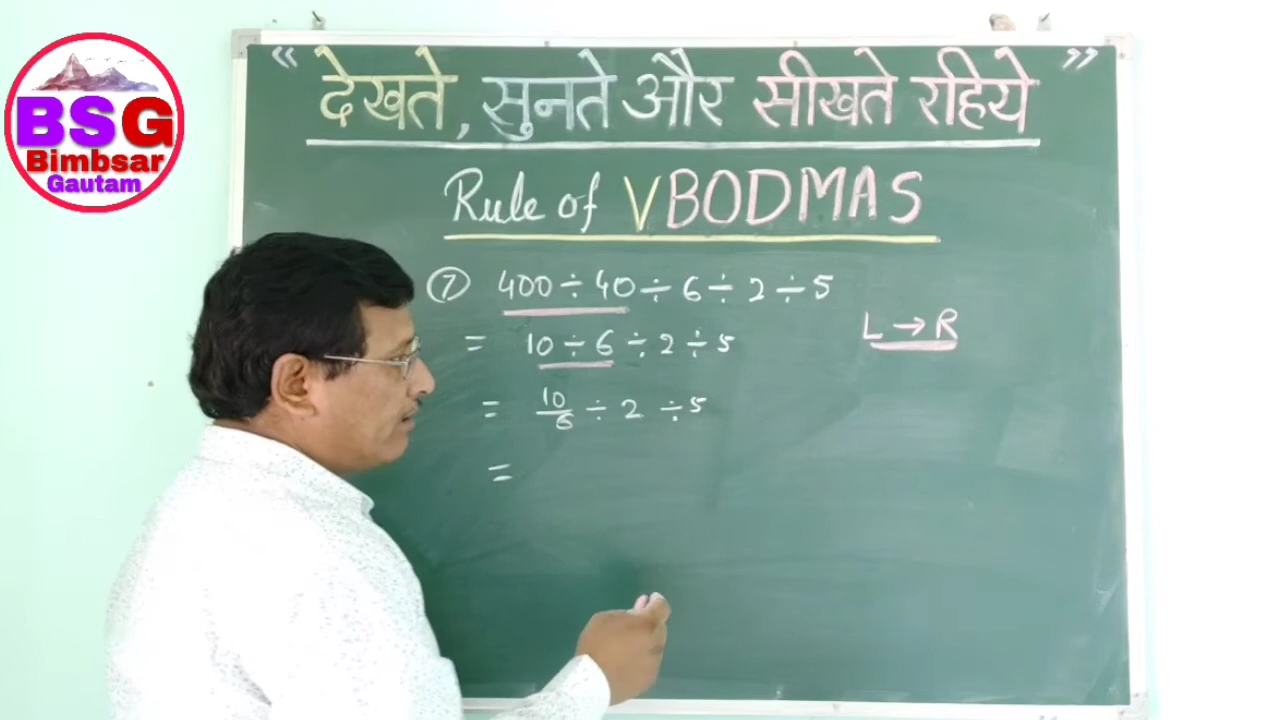 BSG
Bimbsar
Gautam
“ देखते, सुनते और सीखते रहिये ”
Rule of VBODMAS
⑦ 400 ÷ 40 ÷ 6 ÷ 2 ÷ 5
L → R
= 10 ÷ 6 ÷ 2 ÷ 5
= 10/6 ÷ 2 ÷ 5
=